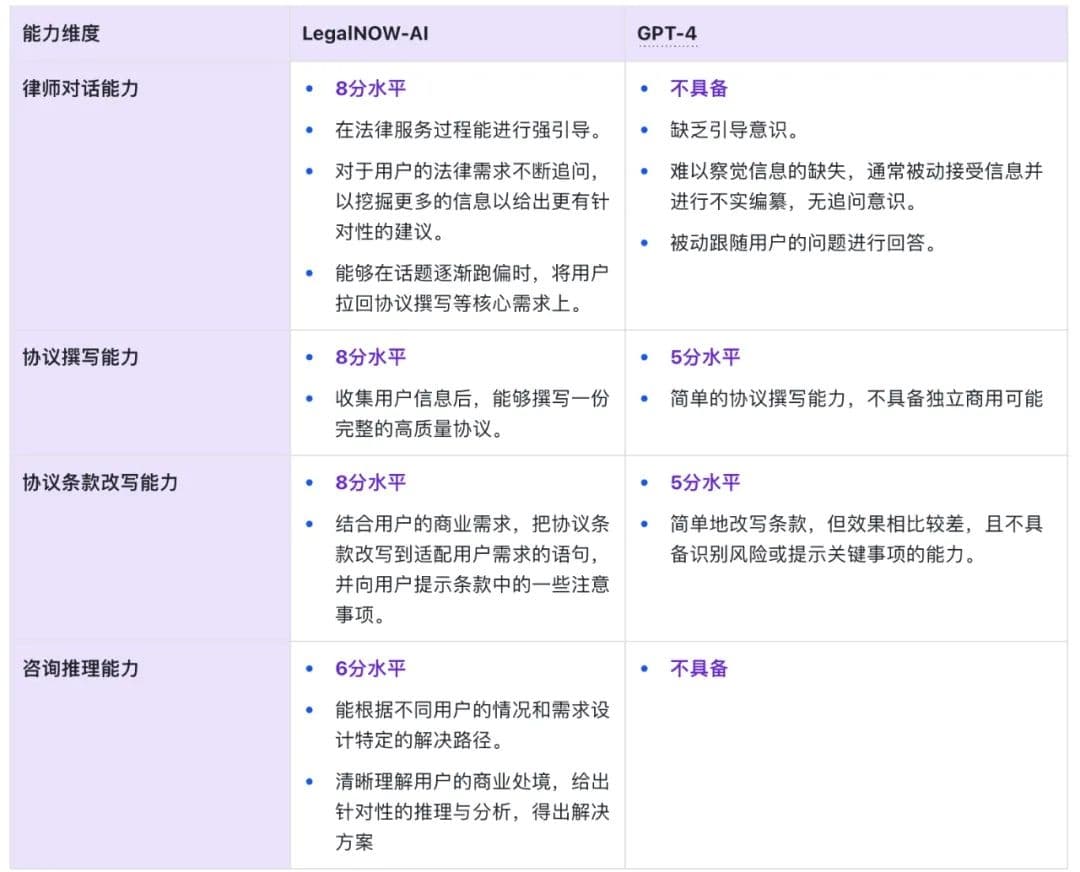 能力维度
LegalNOW-AI
GPT-4
律师对话能力
8分水平
在法律服务过程能进行强引导。
对于用户的法律需求不断追问，
以挖掘更多的信息以给出更有针
对性的建议。
能够在话题逐渐跑偏时，将用户
拉回协议撰写等核心需求上。
不具备
缺乏引导意识。
难以察觉信息的缺失，通常被动接受信息并
进行不实编纂，无追问意识。
被动跟随用户的问题进行回答。
协议撰写能力
8分水平
收集用户信息后，能够撰写一份
完整的高质量协议。
5分水平
简单的协议撰写能力，不具备独立商用可能
协议条款改写能力
8分水平
结合用户的商业需求，把协议条
款改写到适配用户需求的语句，
并向用户提示条款中的一些注意
事项。
5分水平
简单地改写条款，但效果相比较差，且不具
备识别风险或提示关键事项的能力。
咨询推理能力
6分水平
能根据不同用户的情况和需求设
计特定的解决路径。
清晰理解用户的商业处境，给出
针对性的推理与分析，得出解决
方案
不具备